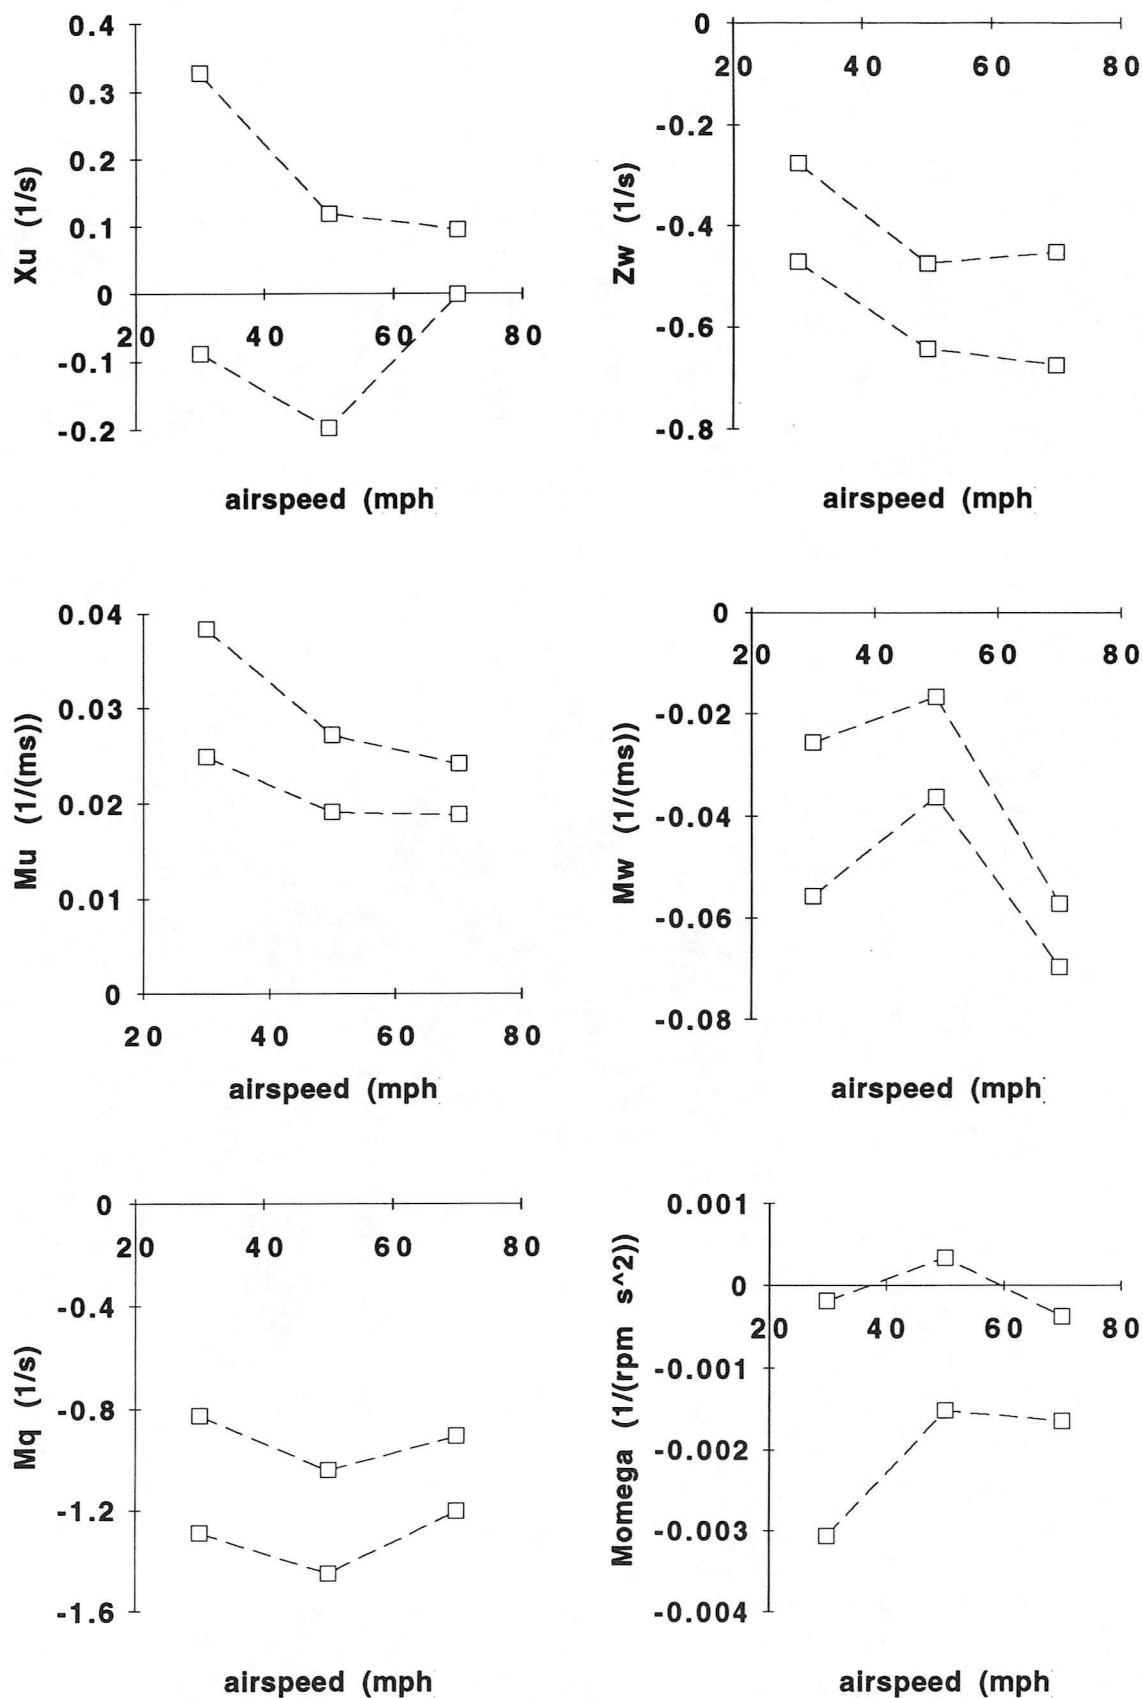 0.4
0.3
0.2
0.1
0
-0.1
-0.2
20 40 60 80
Xu (1/s)
airspeed (mph
0
-0.2
-0.4
-0.6
-0.8
20 40 60 80
Zw (1/s)
airspeed (mph
0.04
0.03
0.02
0.01
0
20 40 60 80
Mu (1/(ms))
airspeed (mph
0
-0.02
-0.04
-0.06
-0.08
20 40 60 80
Mw (1/(ms))
airspeed (mph
0
-0.4
-0.8
-1.2
-1.6
20 40 60 80
Mq (1/s)
airspeed (mph
0.001
0
-0.001
-0.002
-0.003
-0.004
20 40 60 80
Momega (1/(rpm s^2))
airspeed (mph